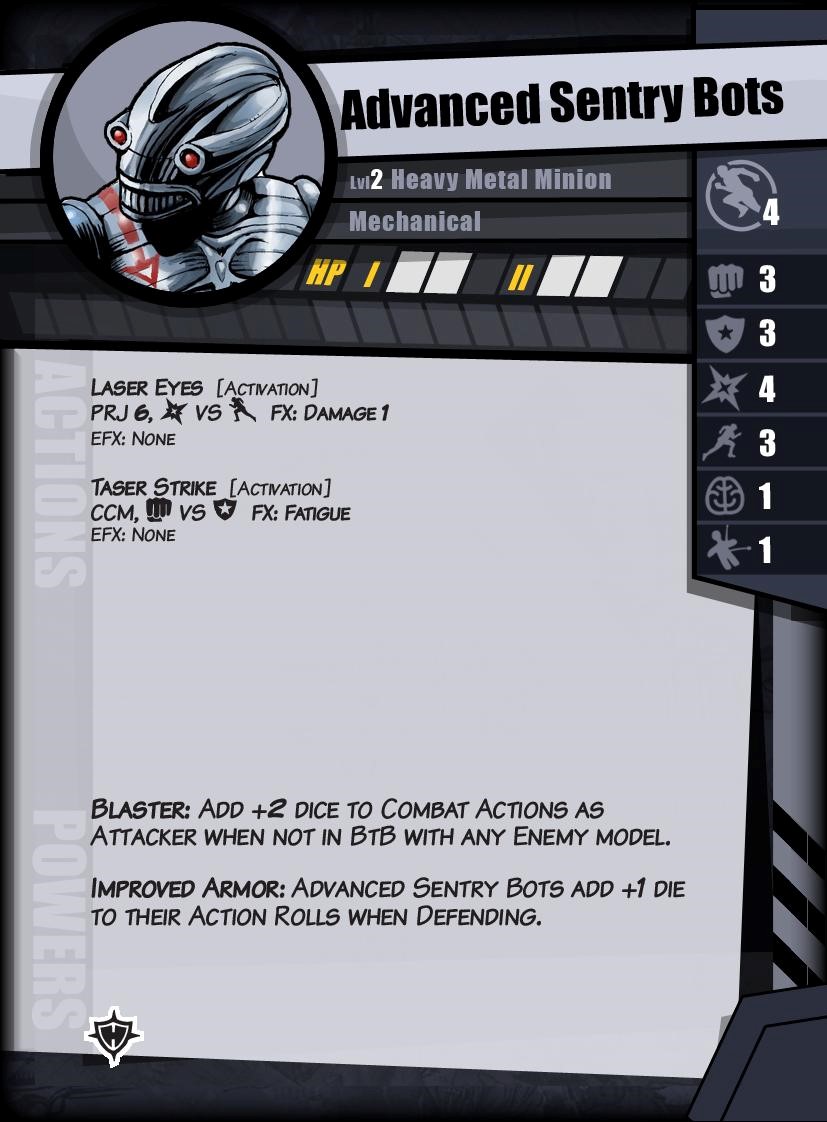 Advanced Sentry Bots
Lvl2 Heavy Metal Minion
Mechanical
HP I II
4
3
3
4
3
1
1
ACTIONS
LASER EYES [ACTIVATION]
PRJ 6, VS FX: DAMAGE 1
EFX: NONE
TASER STRIKE [ACTIVATION]
CCM, VS FX: FATIGUE
EFX: NONE
POWERS
BLASTER: ADD +2 DICE TO COMBAT ACTIONS AS
ATTACKER WHEN NOT IN BTB WITH ANY ENEMY MODEL.
IMPROVED ARMOR: ADVANCED SENTRY BOTS ADD +1 DIE
TO THEIR ACTION ROLLS WHEN DEFENDING.